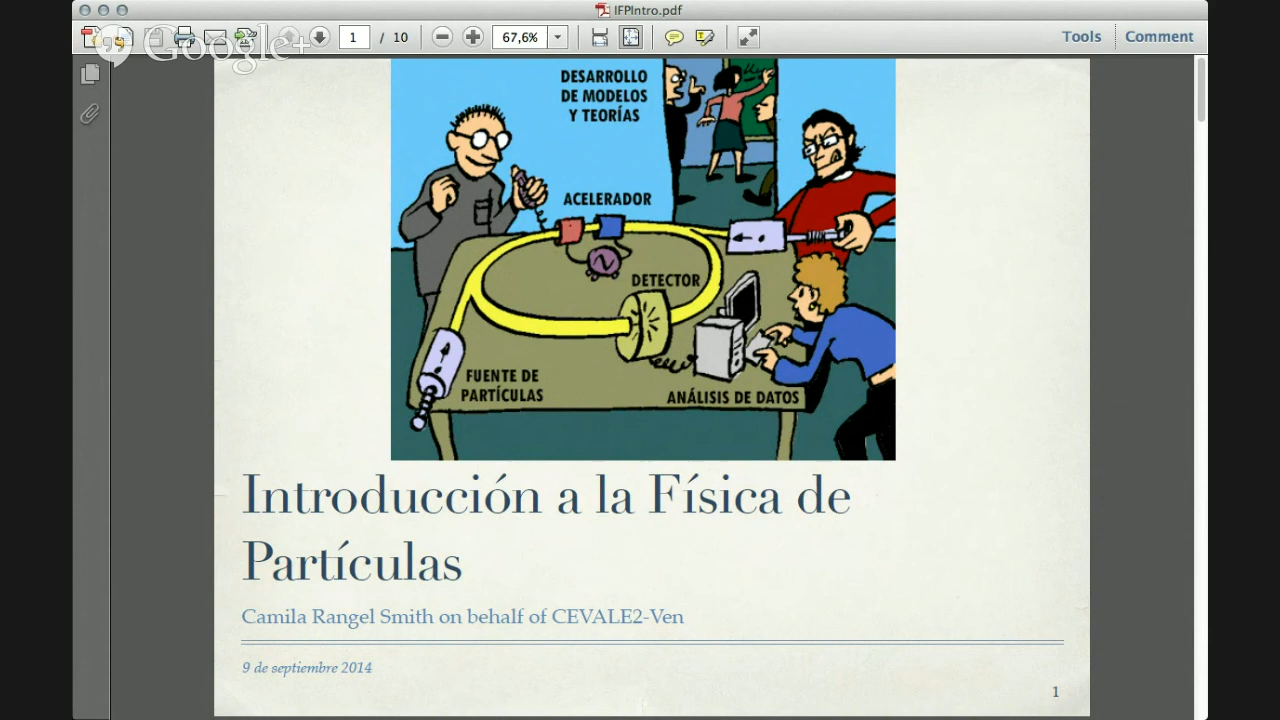 IFPIntro.pdf
Google+
1 / 10
67,6%
Tools
Comment
DESARROLLO
DE MODELOS
Y TEORÍAS
ACELERADOR
DETECTOR
FUENTE DE
PARTÍCULAS
ANÁLISIS DE DATOS
Introducción a la Física de
Partículas
Camila Rangel Smith on behalf of CEVALE2-Ven
9 de septiembre 2014
1